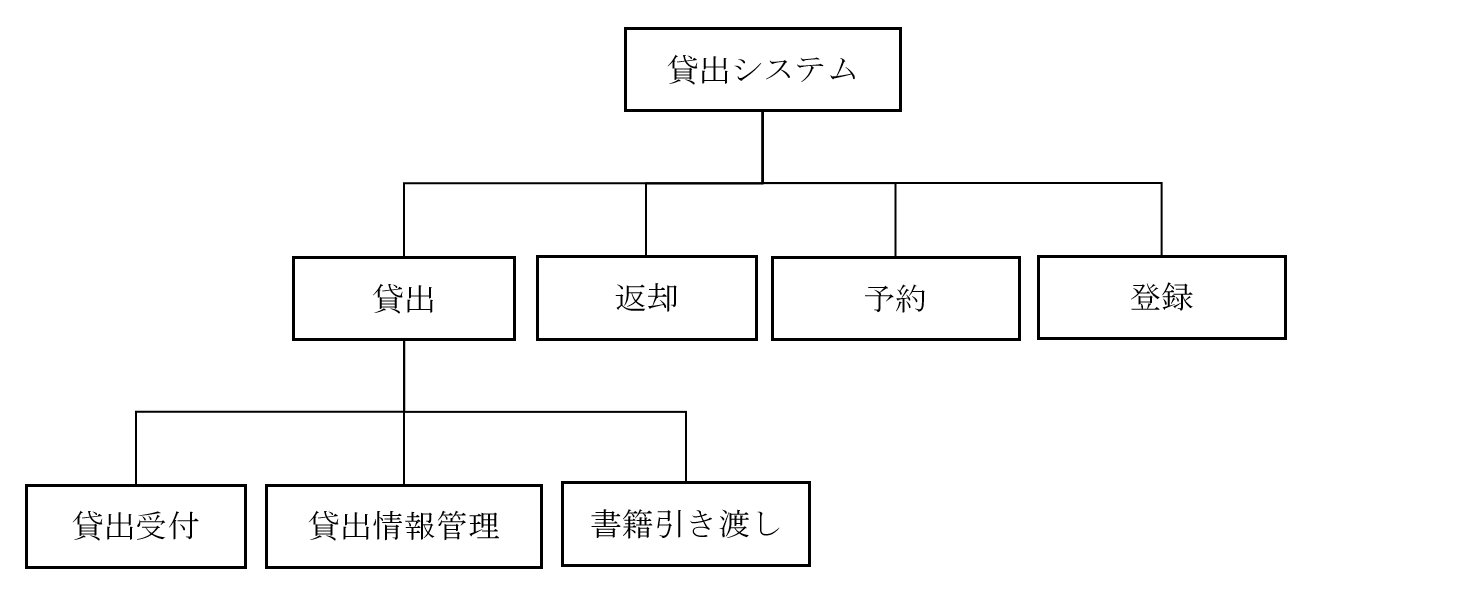 貸出システム
貸出
返却
予約
登録
貸出受付
貸出情報管理
書籍引き渡し